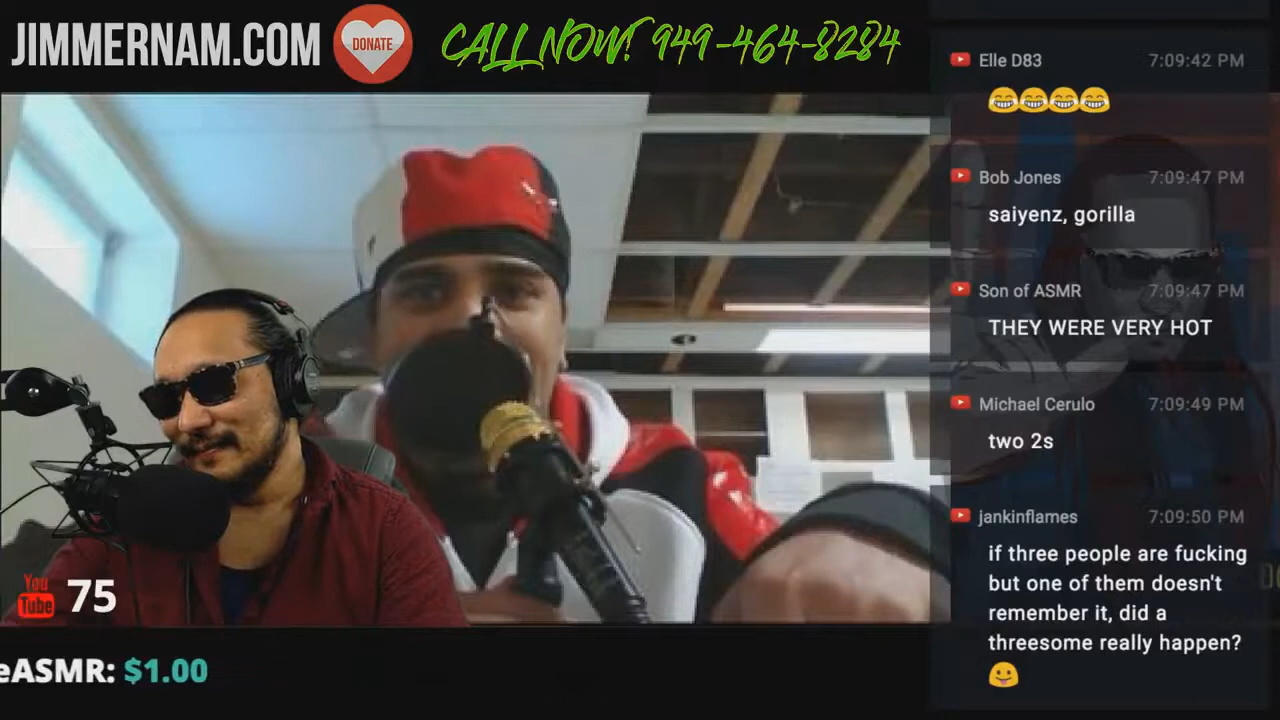 JIMMERNAM.COM
DONATE
CALL NOW! 949-464-8284
Elle D83 7:09:42 PM
😂😂😂😂
Bob Jones 7:09:47 PM
saiyenz, gorilla
Son of ASMR 7:09:47 PM
THEY WERE VERY HOT
Michael Cerulo 7:09:49 PM
two 2s
jankinflames 7:09:50 PM
if three people are fucking
but one of them doesn't
remember it, did a
threesome really happen?
😛
You
Tube 75
eASMR: $1.00